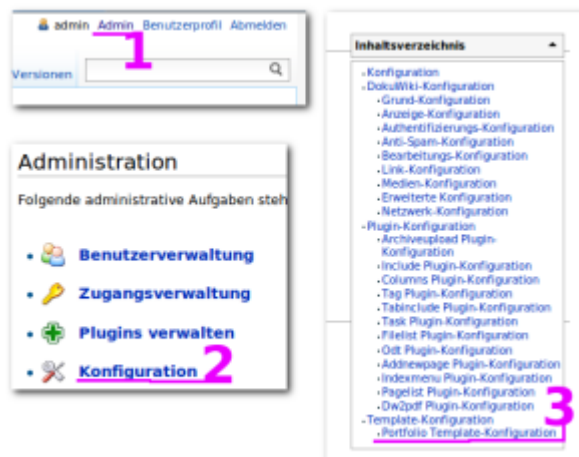 admin Admin Benutzerprofil Abmelden
1
Versionen
Administration
Folgende administrative Aufgaben steh
Benutzerverwaltung
Zugangsverwaltung
Plugins verwalten
Konfiguration 2
Inhaltsverzeichnis
Konfiguration
DokuWiki-Konfiguration
Grund-Konfiguration
Anzeige-Konfiguration
Authentifizierungs-Konfiguration
Anti-Spam-Konfiguration
Bearbeitungs-Konfiguration
Link-Konfiguration
Medien-Konfiguration
Erweiterte Konfiguration
Netzwerk-Konfiguration
Plugin-Konfiguration
Archiveupload Plugin-
Konfiguration
Include Plugin-Konfiguration
Columns Plugin-Konfiguration
Tag Plugin-Konfiguration
Tabinclude Plugin-Konfiguration
Task Plugin-Konfiguration
Filelist Plugin-Konfiguration
Odt Plugin-Konfiguration
Addnewpage Plugin-Konfiguration
Indexmenu Plugin-Konfiguration
Pagelist Plugin-Konfiguration
Dw2pdf Plugin-Konfiguration
3
Template-Konfiguration
Portfolio Template-Konfiguration